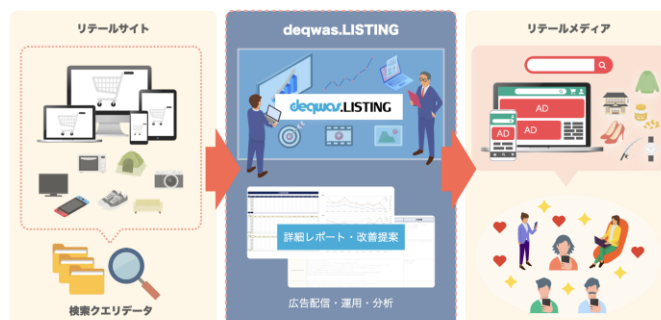 リテールサイト
検索クエリデータ
deqwas.LISTING
deqwas.LISTING
詳細レポート・改善提案
広告配信・運用・分析
リテールメディア
AD
AD
AD